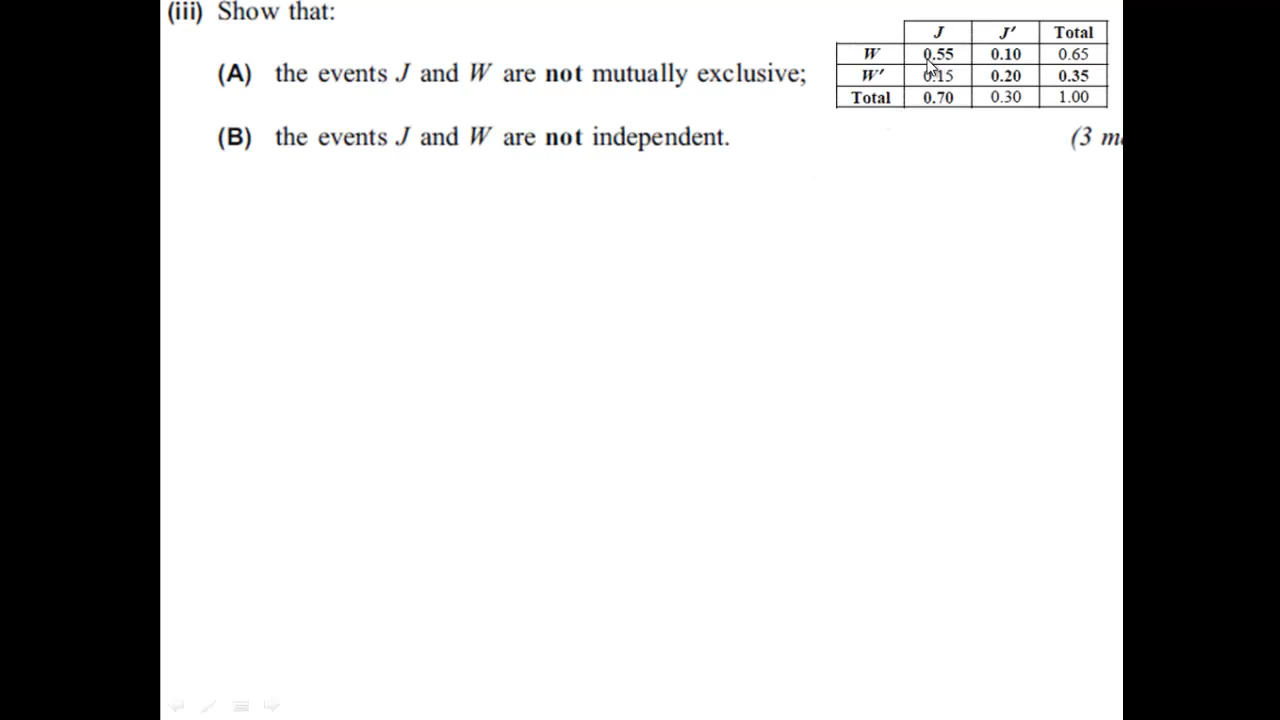 (iii) Show that:
J J′ Total
W 0.55 0.10 0.65
(A) the events J and W are not mutually exclusive;
W′ 0.15 0.20 0.35
Total 0.70 0.30 1.00
(B) the events J and W are not independent. (3